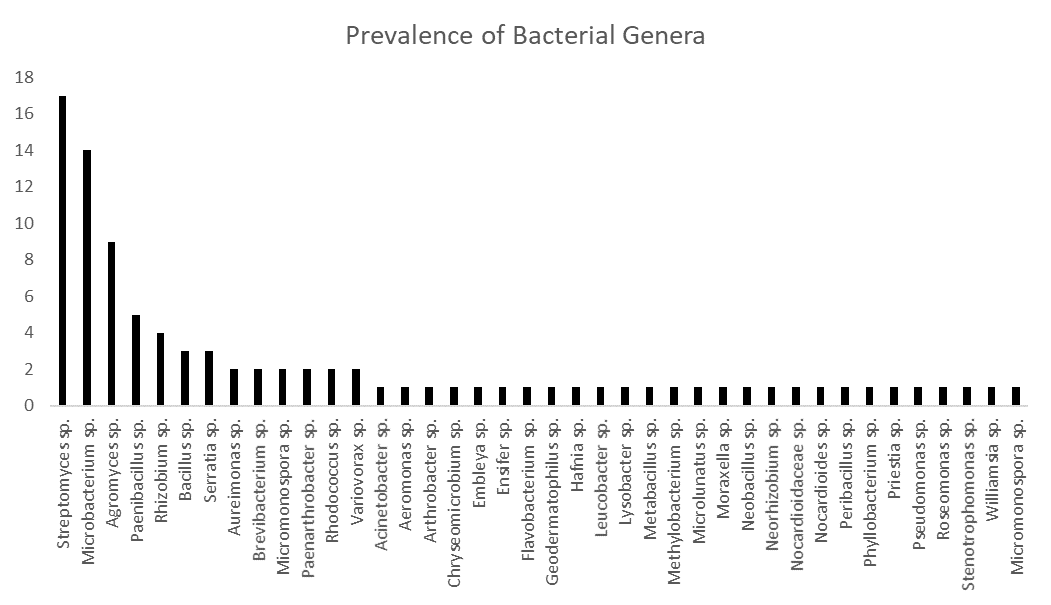 Prevalence of Bacterial Genera
18
16
14
12
10
8
6
4
2
0
Streptomyces sp.
Microbacterium sp.
Agromyces sp.
Paenibacillus sp.
Rhizobium sp.
Bacillus sp.
Serratia sp.
Aureimonas sp.
Brevibacterium sp.
Micromonospora sp.
Paenarthrobacter sp.
Rhodococcus sp.
Variovorax sp.
Acinetobacter sp.
Aeromonas sp.
Arthrobacter sp.
Chryseomicrobium sp.
Embleya sp.
Ensifer sp.
Flavobacterium sp.
Geodermatophilus sp.
Hafnia sp.
Leucobacter sp.
Lysobacter sp.
Metabacillus sp.
Methylobacterium sp.
Microlunatus sp.
Moraxella sp.
Neobacillus sp.
Neorhizobium sp.
Nocardioidaceae sp.
Nocardioides sp.
Peribacillus sp.
Phyllobacterium sp.
Priestia sp.
Pseudomonas sp.
Roseomonas sp.
Stenotrophomonas sp.
Williamsia sp.
Micromonospora sp.